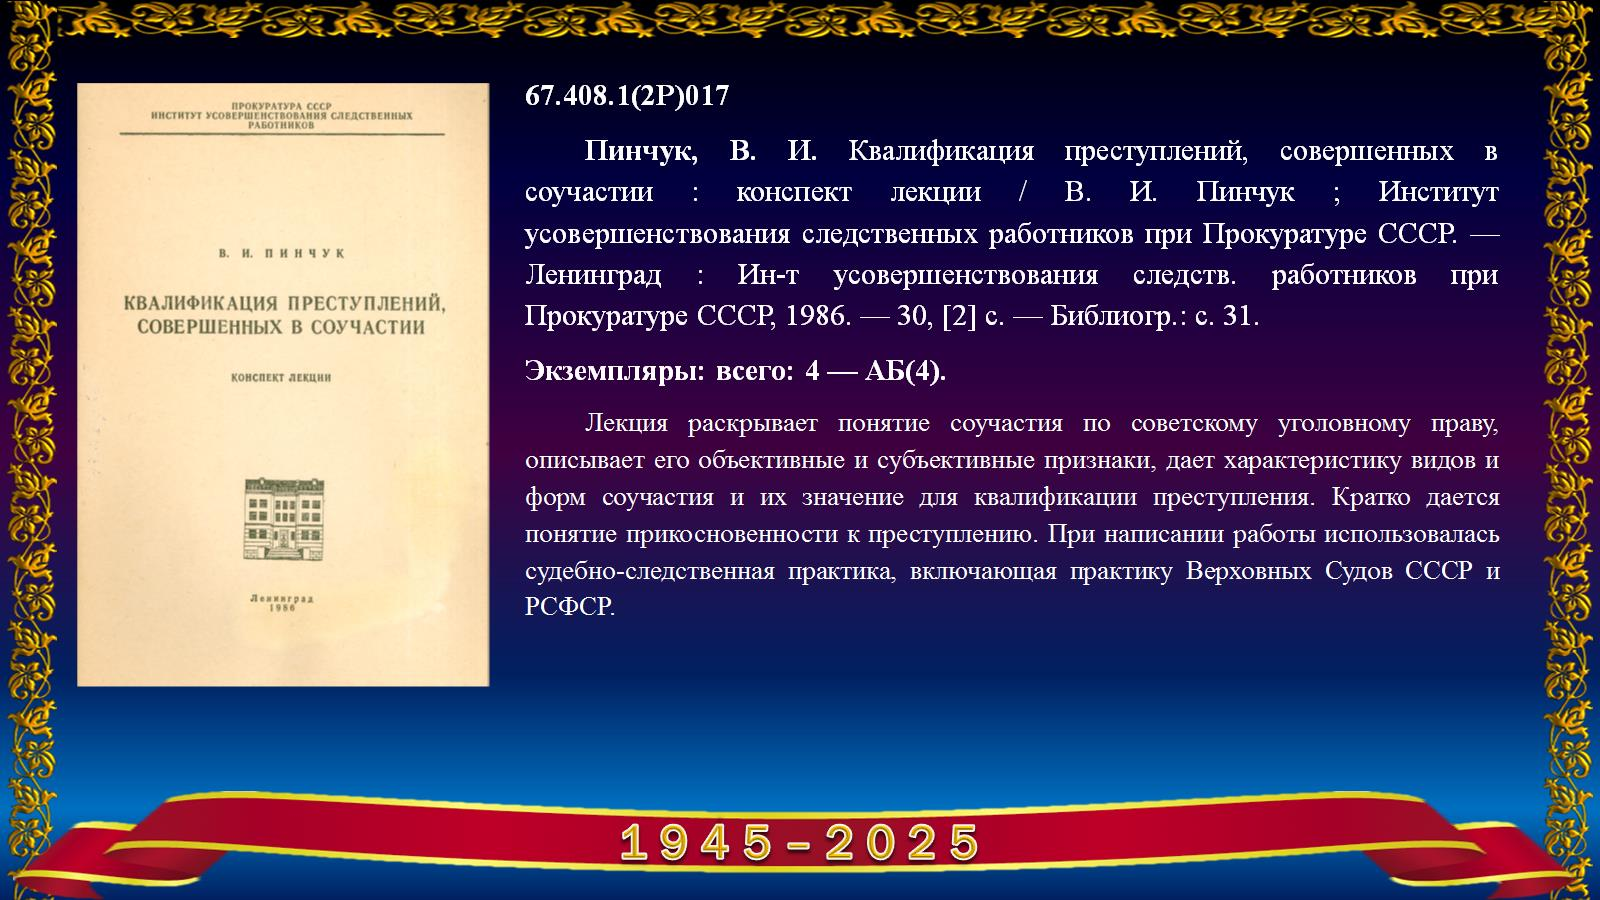 ПРОКУРАТУРА СССР
ИНСТИТУТ УСОВЕРШЕНСТВОВАНИЯ СЛЕДСТВЕННЫХ
РАБОТНИКОВ
В. И. ПИНЧУК
КВАЛИФИКАЦИЯ ПРЕСТУПЛЕНИЙ,
СОВЕРШЕННЫХ В СОУЧАСТИИ
КОНСПЕКТ ЛЕКЦИИ
Ленинград
1986
67.408.1(2Р)017
Пинчук, В. И. Квалификация преступлений, совершенных в
соучастии : конспект лекции / В. И. Пинчук ; Институт
усовершенствования следственных работников при Прокуратуре СССР. —
Ленинград : Ин-т усовершенствования следств. работников при
Прокуратуре СССР, 1986. — 30, [2] с. — Библиогр.: с. 31.
Экземпляры: всего: 4 — АБ(4).
Лекция раскрывает понятие соучастия по советскому уголовному праву,
описывает его объективные и субъективные признаки, дает характеристику видов и
форм соучастия и их значение для квалификации преступления. Кратко дается
понятие прикосновенности к преступлению. При написании работы использовалась
судебно-следственная практика, включающая практику Верховных Судов СССР и
РСФСР.
1945–2025